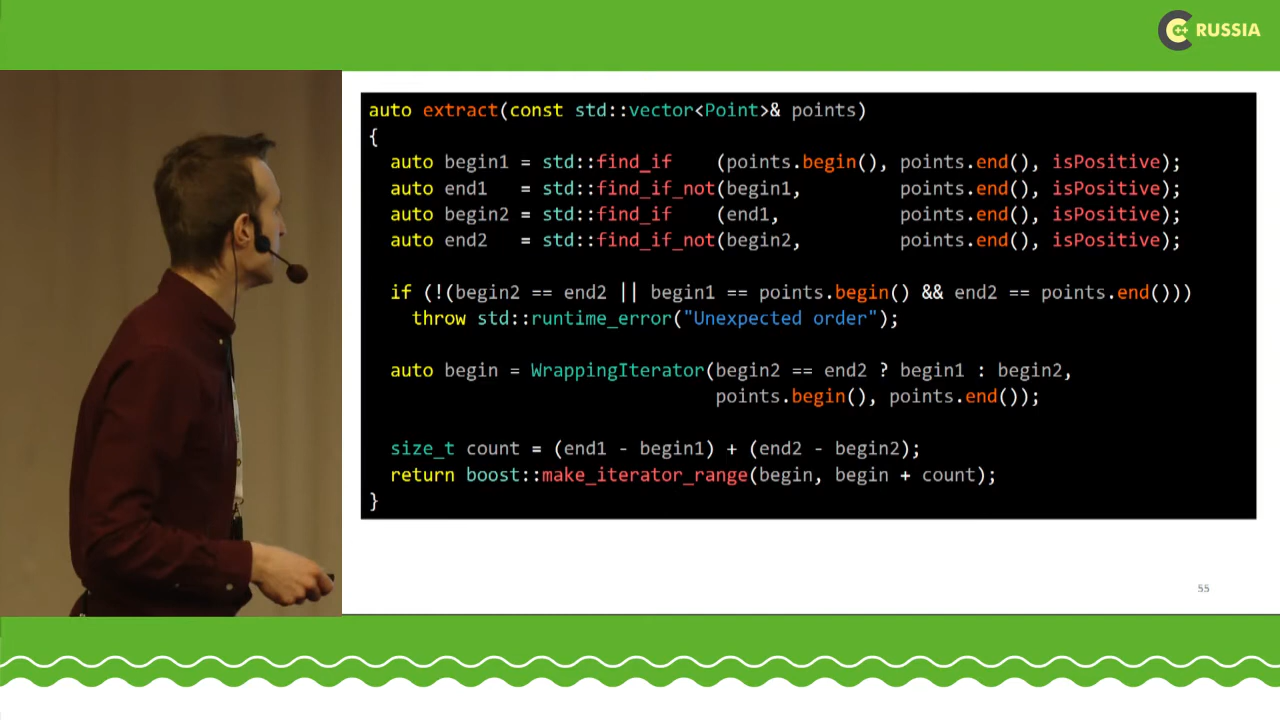 C++ RUSSIA
auto extract(const std::vector<Point>& points)
{
  auto begin1 = std::find_if    (points.begin(), points.end(), isPositive);
  auto end1   = std::find_if_not(begin1,         points.end(), isPositive);
  auto begin2 = std::find_if    (end1,           points.end(), isPositive);
  auto end2   = std::find_if_not(begin2,         points.end(), isPositive);
  if (!(begin2 == end2 || begin1 == points.begin() && end2 == points.end()))
    throw std::runtime_error("Unexpected order");
  auto begin = WrappingIterator(begin2 == end2 ? begin1 : begin2,
                                points.begin(), points.end());
  size_t count = (end1 - begin1) + (end2 - begin2);
  return boost::make_iterator_range(begin, begin + count);
}
55